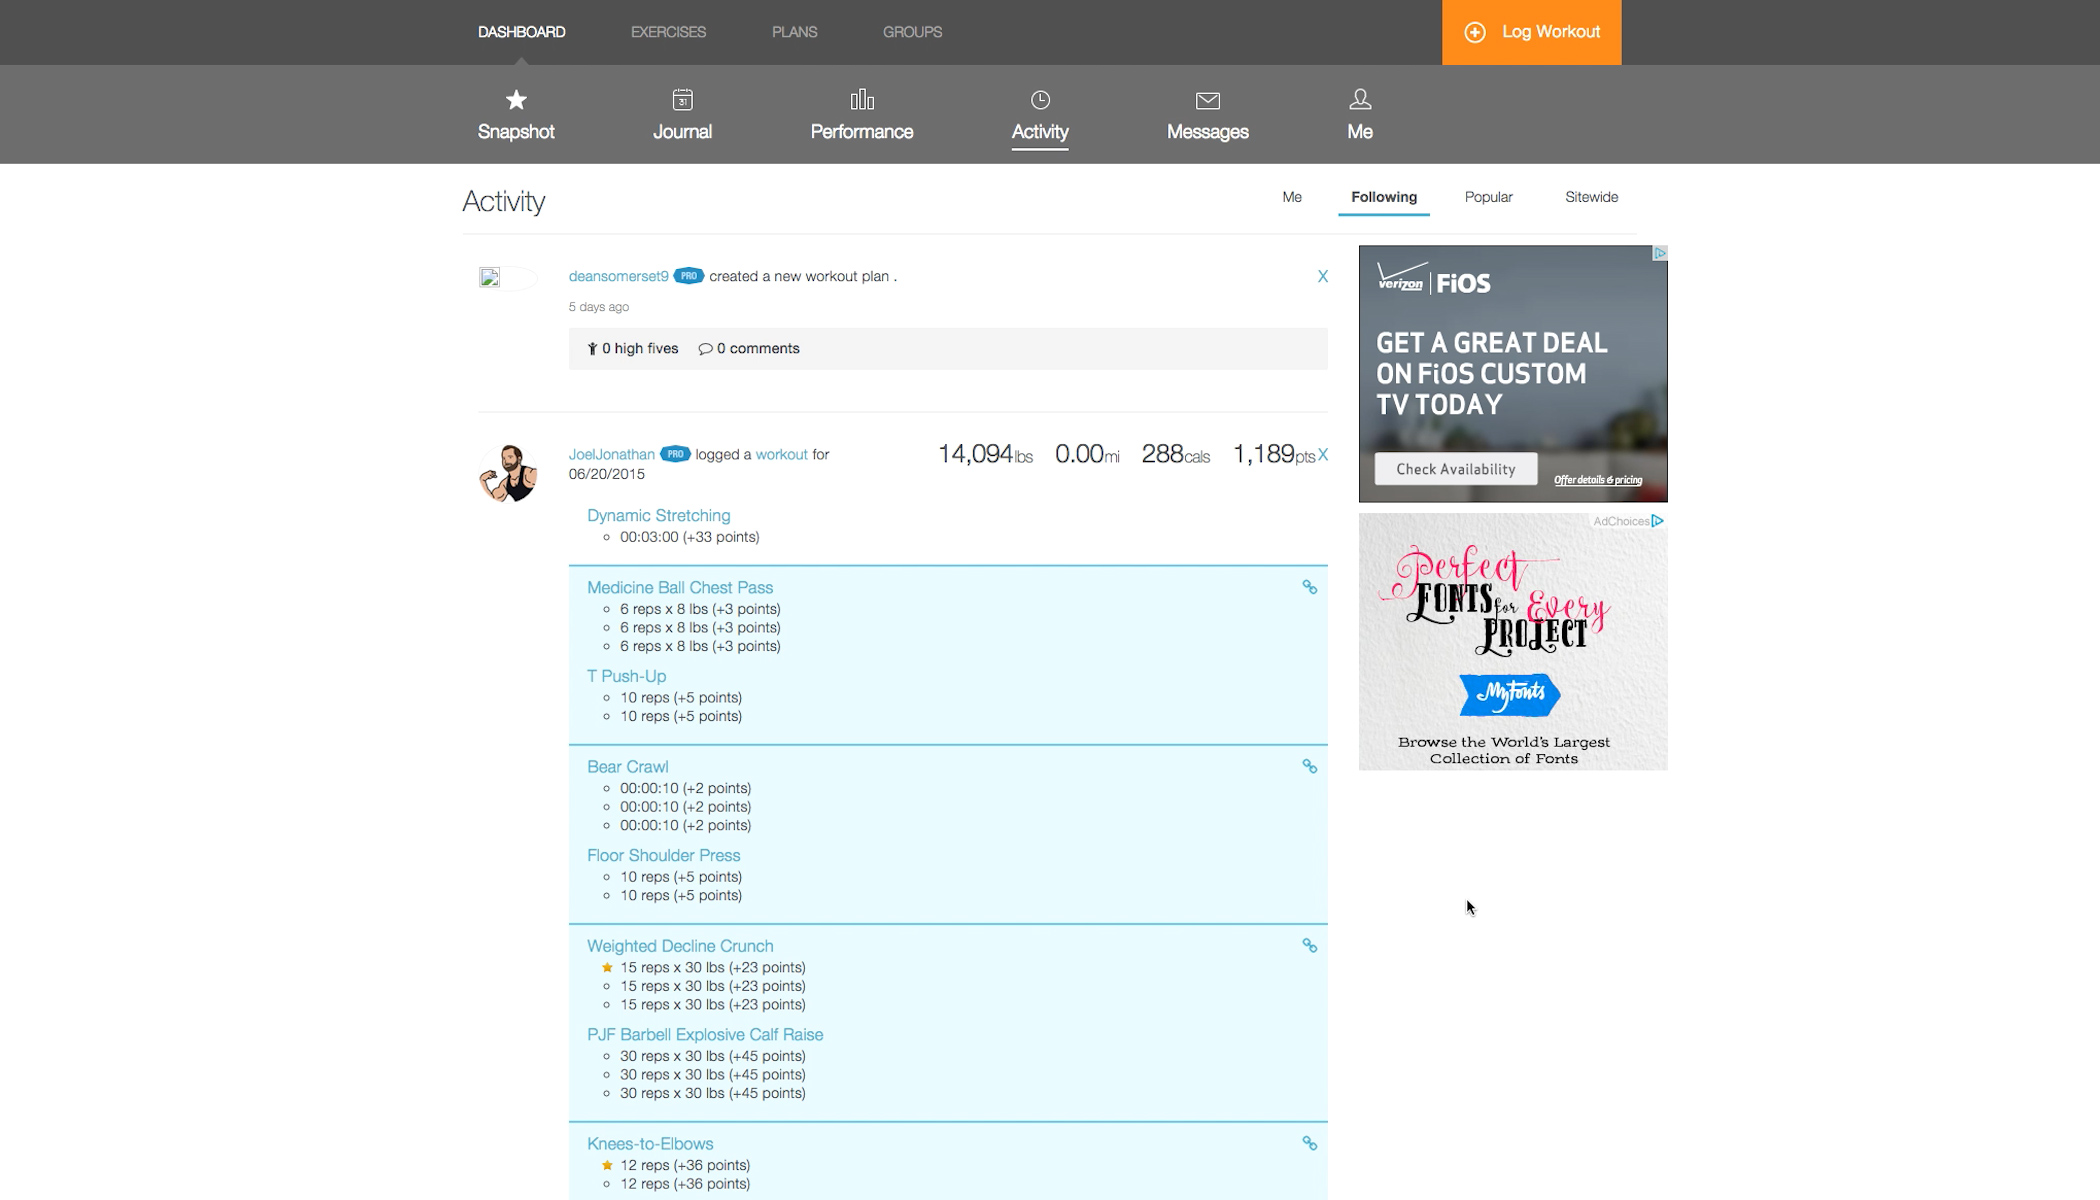 DASHBOARD EXERCISES PLANS GROUPS Log Workout
31
Snapshot Journal Performance Activity Messages Me
Activity Me Following Popular Sitewide
deansomerset9 PRO created a new workout plan . X
5 days ago
0 high fives 0 comments
JoelJonathan PRO logged a workout for
06/20/2015
14,094lbs 0.00mi 288cals 1,189pts X
Dynamic Stretching
00:03:00 (+33 points)
Medicine Ball Chest Pass
6 reps x 8 lbs (+3 points)
6 reps x 8 lbs (+3 points)
6 reps x 8 lbs (+3 points)
T Push-Up
10 reps (+5 points)
10 reps (+5 points)
Bear Crawl
00:00:10 (+2 points)
00:00:10 (+2 points)
00:00:10 (+2 points)
Floor Shoulder Press
10 reps (+5 points)
10 reps (+5 points)
Weighted Decline Crunch
15 reps x 30 lbs (+23 points)
15 reps x 30 lbs (+23 points)
15 reps x 30 lbs (+23 points)
PJF Barbell Explosive Calf Raise
30 reps x 30 lbs (+45 points)
30 reps x 30 lbs (+45 points)
30 reps x 30 lbs (+45 points)
Knees-to-Elbows
12 reps (+36 points)
12 reps (+36 points)
verizon FiOS
GET A GREAT DEAL
ON FiOS CUSTOM
TV TODAY
Check Availability Offer details & pricing
AdChoices
Perfect
FONTS for Every
PROJECT
MyFonts
Browse the World's Largest
Collection of Fonts